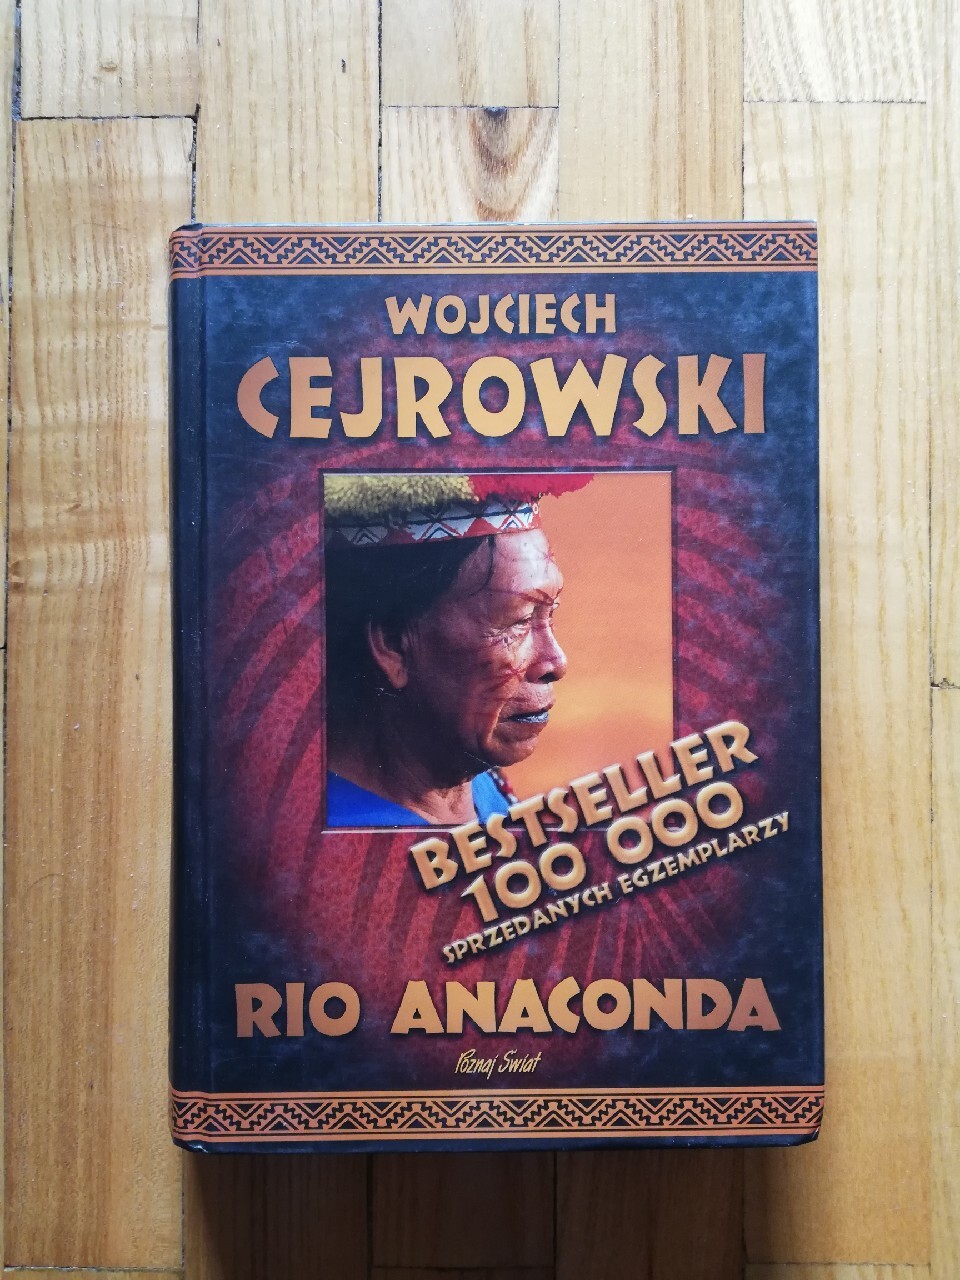 WOJCIECH
CEJROWSKI
BESTSELLER
100 000
SPRZEDANYCH EGZEMPLARZY
RIO ANACONDA
Poznaj Świat